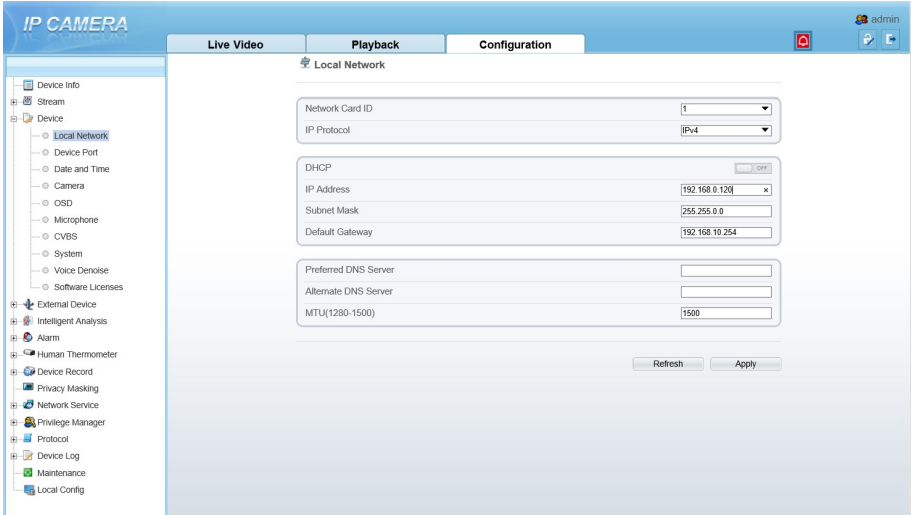 IP CAMERA
admin
Live Video
Playback
Configuration
Local Network
Device Info
Stream
Device
Local Network
Device Port
Date and Time
Camera
OSD
Microphone
CVBS
System
Voice Denoise
Software Licenses
External Device
Intelligent Analysis
Alarm
Human Thermometer
Device Record
Privacy Masking
Network Service
Privilege Manager
Protocol
Device Log
Maintenance
Local Config
Network Card ID 1
IP Protocol IPv4
DHCP OFF
IP Address 192.168.0.120 ×
Subnet Mask 255.255.0.0
Default Gateway 192.168.10.254
Preferred DNS Server
Alternate DNS Server
MTU(1280-1500) 1500
Refresh Apply